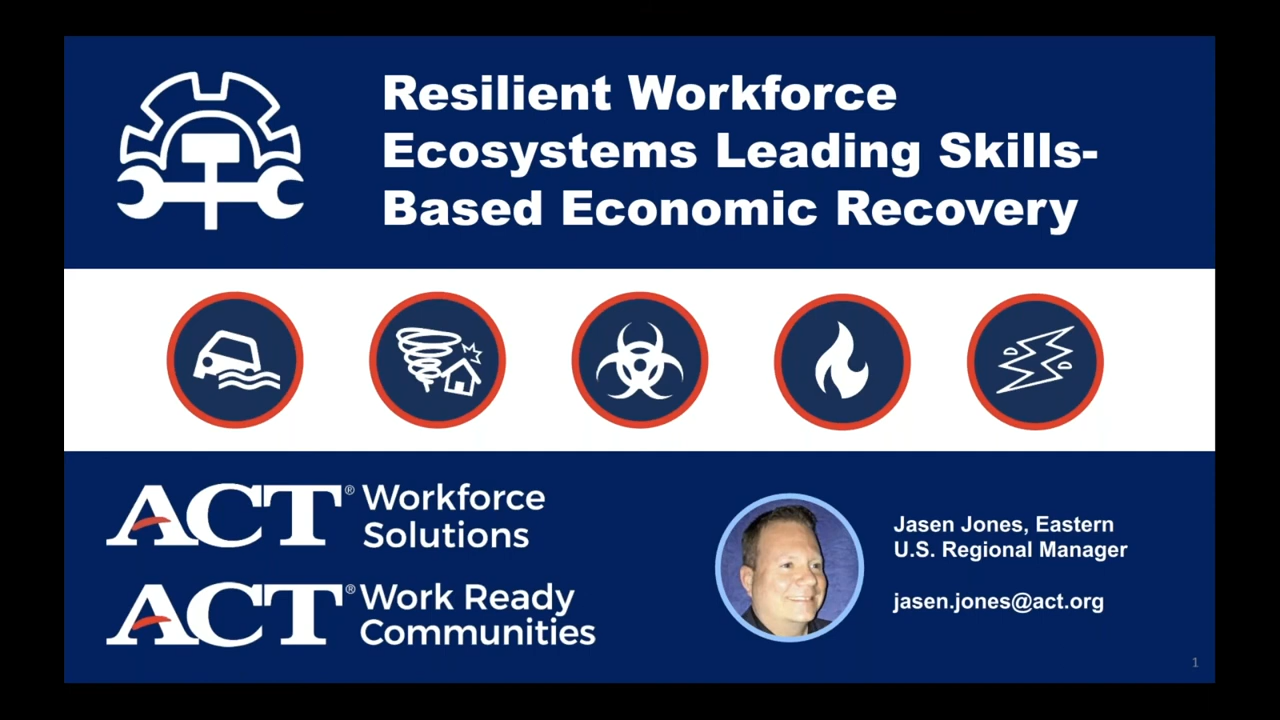 Resilient Workforce
Ecosystems Leading Skills-
Based Economic Recovery
ACT® Workforce
Solutions
ACT® Work Ready
Communities
Jasen Jones, Eastern
U.S. Regional Manager
jasen.jones@act.org
1